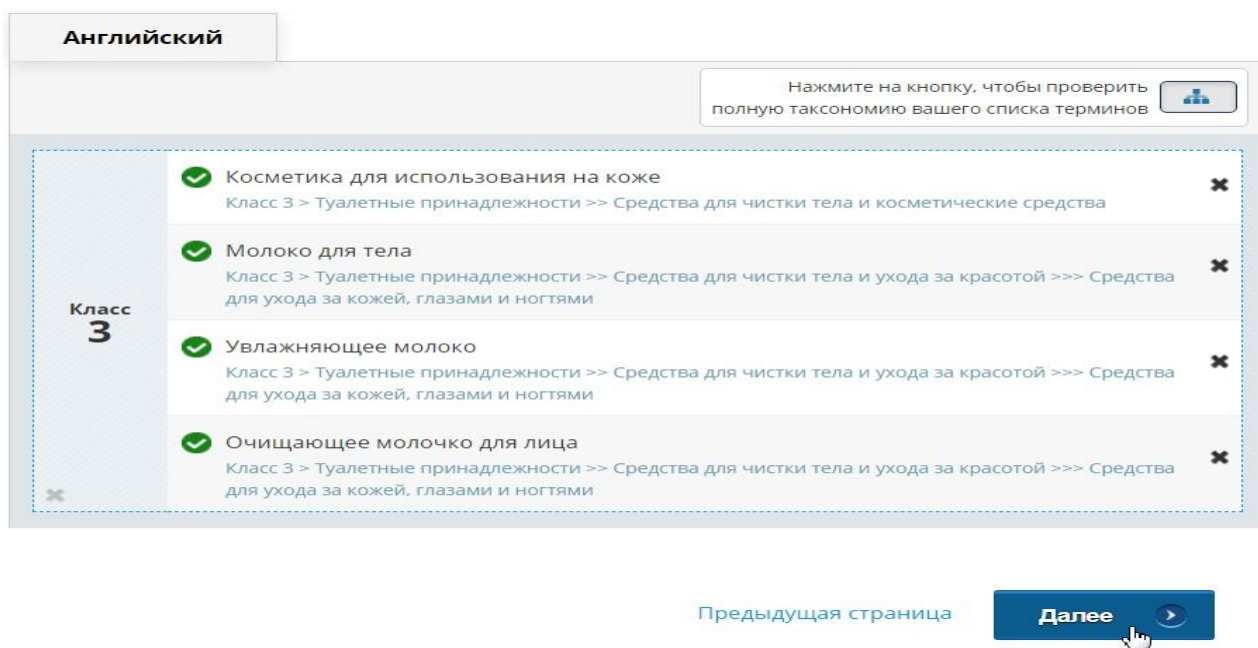 Английский
Нажмите на кнопку, чтобы проверить
полную таксономию вашего списка терминов
Класс
3
Косметика для использования на коже
Класс 3 > Туалетные принадлежности >> Средства для чистки тела и косметические средства
Молоко для тела
Класс 3 > Туалетные принадлежности >> Средства для чистки тела и ухода за красотой >>> Средства
для ухода за кожей, глазами и ногтями
Увлажняющее молоко
Класс 3 > Туалетные принадлежности >> Средства для чистки тела и ухода за красотой >>> Средства
для ухода за кожей, глазами и ногтями
Очищающее молочко для лица
Класс 3 > Туалетные принадлежности >> Средства для чистки тела и ухода за красотой >>> Средства
для ухода за кожей, глазами и ногтями
Предыдущая страница
Далее